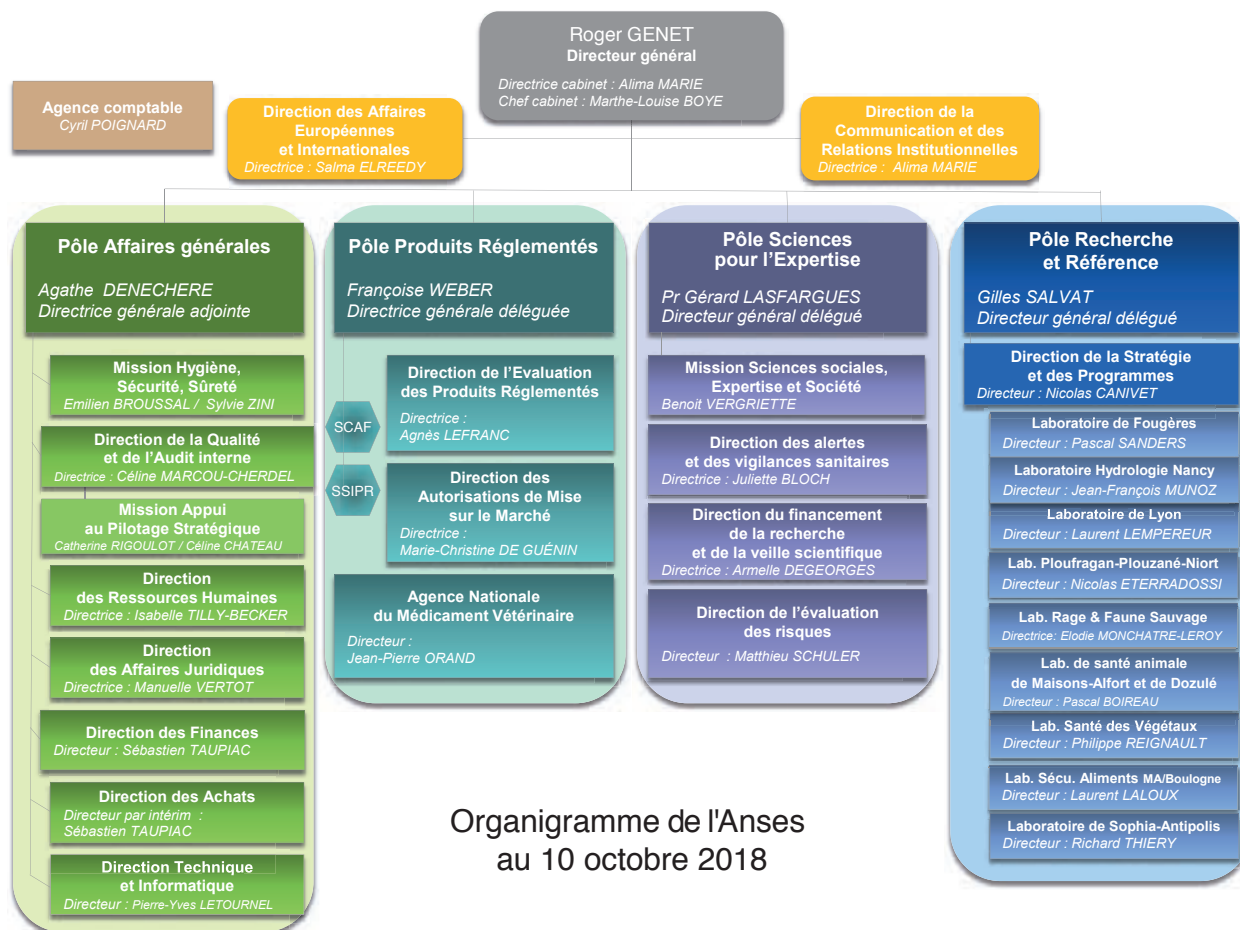 Roger GENET
Directeur général
Directrice cabinet : Alima MARIE
Chef cabinet : Marthe-Louise BOYE
Agence comptable
Cyril POIGNARD
Direction des Affaires
Européennes
et Internationales
Directrice : Salma ELREEDY
Direction de la
Communication et des
Relations Institutionnelles
Directrice : Alima MARIE
Pôle Affaires générales
Agathe DENECHERE
Directrice générale adjointe
Mission Hygiène,
Sécurité, Sûreté
Emilien BROUSSAL / Sylvie ZINI
Direction de la Qualité
et de l'Audit interne
Directrice : Céline MARCOU-CHERDEL
Mission Appui
au Pilotage Stratégique
Catherine RIGOULOT / Céline CHATEAU
Direction
des Ressources Humaines
Directrice : Isabelle TILLY-BECKER
Direction
des Affaires Juridiques
Directrice : Manuelle VERTOT
Direction des Finances
Directeur : Sébastien TAUPIAC
Direction des Achats
Directeur par intérim :
Sébastien TAUPIAC
Direction Technique
et Informatique
Directeur : Pierre-Yves LETOURNEL
Pôle Produits Réglementés
Françoise WEBER
Directrice générale déléguée
SCAF
SSIPR
Direction de l'Evaluation
des Produits Réglementés
Directrice :
Agnès LEFRANC
Direction des
Autorisations de Mise
sur le Marché
Directrice :
Marie-Christine DE GUÉNIN
Agence Nationale
du Médicament Vétérinaire
Directeur :
Jean-Pierre ORAND
Pôle Sciences
pour l'Expertise
Pr Gérard LASFARGUES
Directeur général délégué
Mission Sciences sociales,
Expertise et Société
Benoit VERGRIETTE
Direction des alertes
et des vigilances sanitaires
Directrice : Juliette BLOCH
Direction du financement
de la recherche
et de la veille scientifique
Directrice : Armelle DEGEORGES
Direction de l'évaluation
des risques
Directeur : Matthieu SCHULER
Pôle Recherche
et Référence
Gilles SALVAT
Directeur général délégué
Direction de la Stratégie
et des Programmes
Directeur : Nicolas CANIVET
Laboratoire de Fougères
Directeur : Pascal SANDERS
Laboratoire Hydrologie Nancy
Directeur : Jean-François MUNOZ
Laboratoire de Lyon
Directeur : Laurent LEMPEREUR
Lab. Ploufragan-Plouzané-Niort
Directeur : Nicolas ETERRADOSSI
Lab. Rage & Faune Sauvage
Directrice: Elodie MONCHATRE-LEROY
Lab. de santé animale
de Maisons-Alfort et de Dozulé
Directeur : Pascal BOIREAU
Lab. Santé des Végétaux
Directeur : Philippe REIGNAULT
Lab. Sécu. Aliments MA/Boulogne
Directeur : Laurent LALOUX
Laboratoire de Sophia-Antipolis
Directeur : Richard THIERY
Organigramme de l'Anses
au 10 octobre 2018